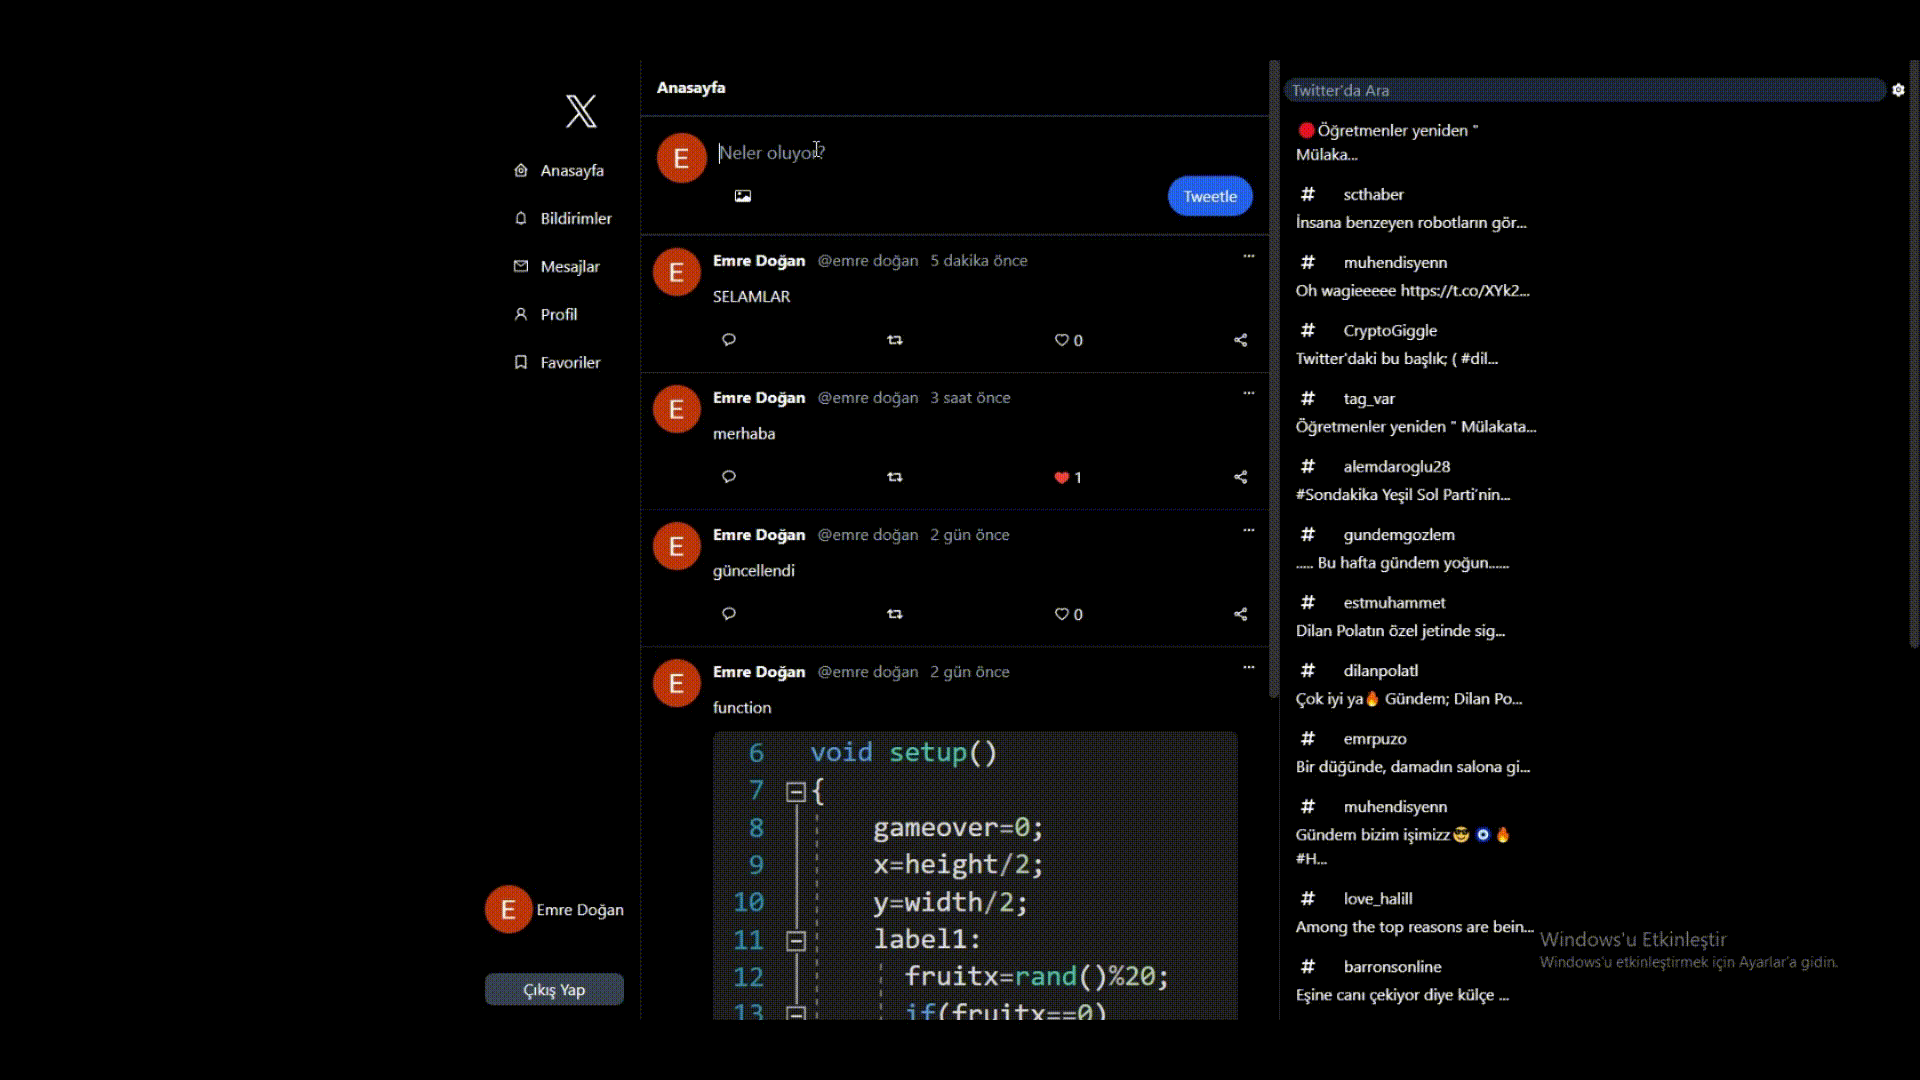 Anasayfa
Bildirimler
Mesajlar
Profil
Favoriler
E
Emre Doğan
Çıkış Yap
Anasayfa
E
Neler oluyor?
Tweetle
E
Emre Doğan @emre doğan 5 dakika önce
SELAMLAR
0
E
Emre Doğan @emre doğan 3 saat önce
merhaba
1
E
Emre Doğan @emre doğan 2 gün önce
güncellendi
0
E
Emre Doğan @emre doğan 2 gün önce
function
6 void setup()
7 {
8 gameover=0;
9 x=height/2;
10 y=width/2;
11 label1:
12 fruitx=rand()%20;
13 if(fruitx==0)
Twitter'da Ara
Öğretmenler yeniden "
Mülaka...
# scthaber
İnsana benzeyen robotların gör...
# muhendisyenn
Oh wagieeeee https://t.co/XYk2...
# CryptoGiggle
Twitter'daki bu başlık; ( #dil...
# tag_var
Öğretmenler yeniden " Mülakata...
# alemdaroglu28
#Sondakika Yeşil Sol Parti'nin...
# gundemgozlem
..... Bu hafta gündem yoğun......
# estmuhammet
Dilan Polatın özel jetinde sig...
# dilanpolatl
Çok iyi ya🔥 Gündem; Dilan Po...
# emrpuzo
Bir düğünde, damadın salona gi...
# muhendisyenn
Gündem bizim işimizz😎 🧿 🔥
#H...
# love_halill
Among the top reasons are bein...
# barronsonline
Eşine canı çekiyor diye külçe ...
Windows'u Etkinleştir
Windows'u etkinleştirmek için Ayarlar'a gidin.